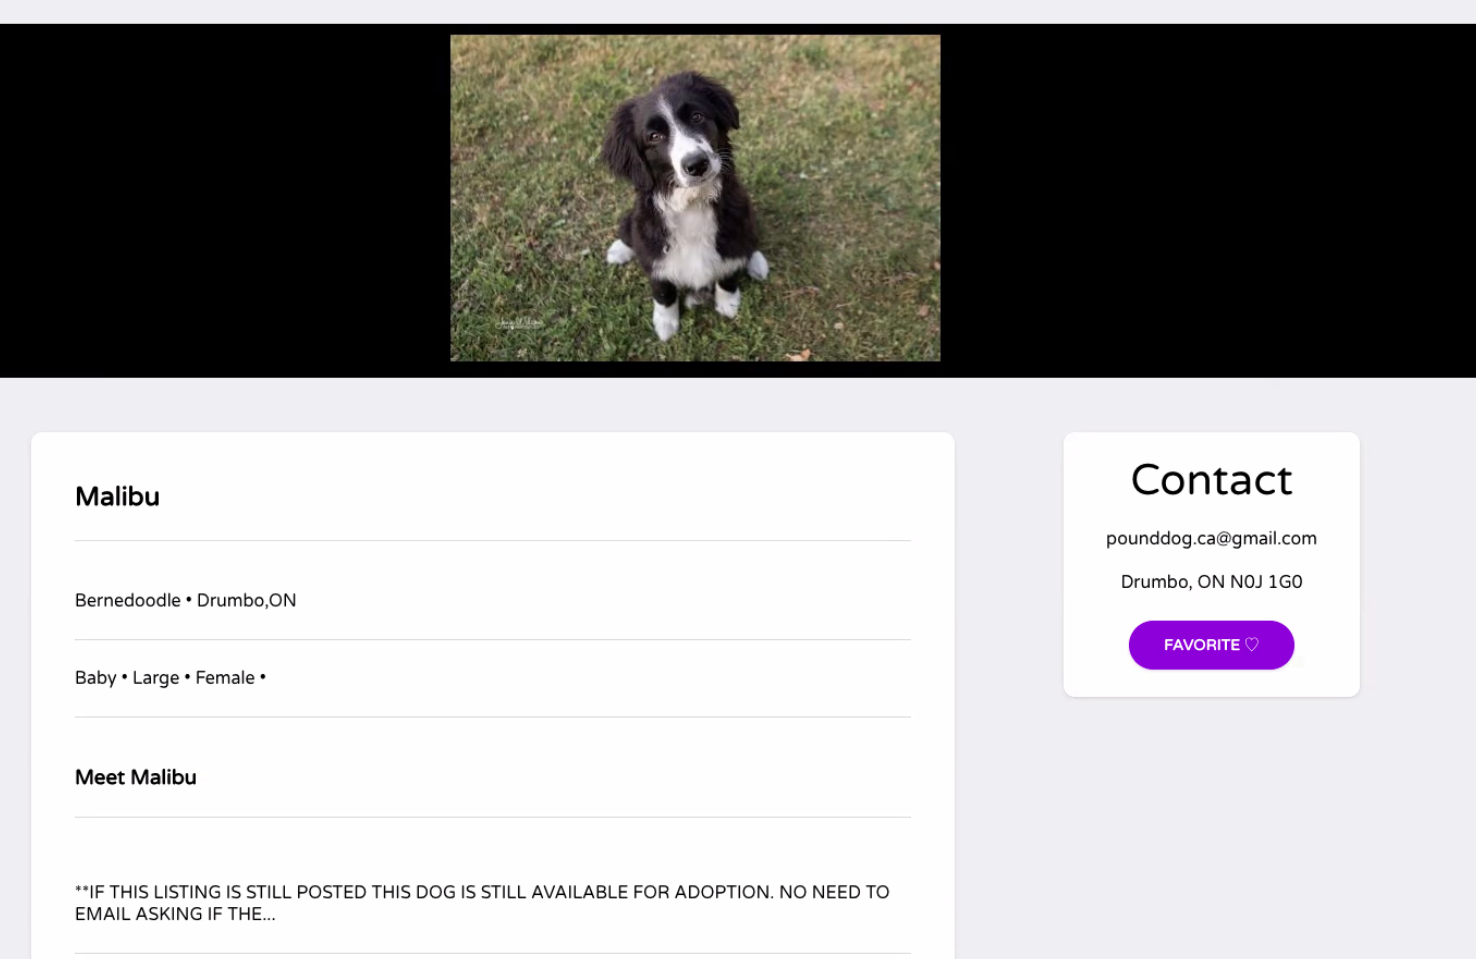 Malibu
Bernedoodle • Drumbo,ON
Baby • Large • Female •
Meet Malibu
**IF THIS LISTING IS STILL POSTED THIS DOG IS STILL AVAILABLE FOR ADOPTION. NO NEED TO
EMAIL ASKING IF THE...
Contact
pounddog.ca@gmail.com
Drumbo, ON N0J 1G0
FAVORITE ♡